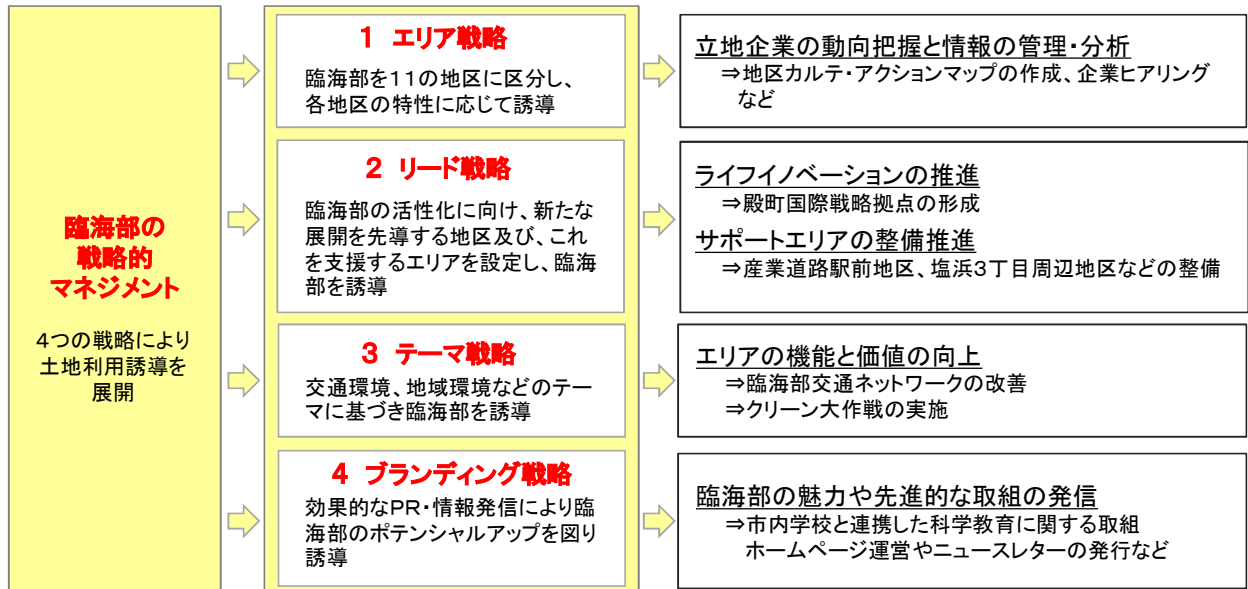 臨海部の
戦略的
マネジメント
4つの戦略により
土地利用誘導を
展開
1 エリア戦略
臨海部を11の地区に区分し、
各地区の特性に応じて誘導
立地企業の動向把握と情報の管理・分析
⇒地区カルテ・アクションマップの作成、企業ヒアリング
など
2 リード戦略
臨海部の活性化に向け、新たな
展開を先導する地区及び、これ
を支援するエリアを設定し、臨海
部を誘導
ライフイノベーションの推進
⇒殿町国際戦略拠点の形成
サポートエリアの整備推進
⇒産業道路駅前地区、塩浜3丁目周辺地区などの整備
3 テーマ戦略
交通環境、地域環境などのテー
マに基づき臨海部を誘導
エリアの機能と価値の向上
⇒臨海部交通ネットワークの改善
⇒クリーン大作戦の実施
4 ブランディング戦略
効果的なPR・情報発信により臨
海部のポテンシャルアップを図り
誘導
臨海部の魅力や先進的な取組の発信
⇒市内学校と連携した科学教育に関する取組
ホームページ運営やニュースレターの発行など